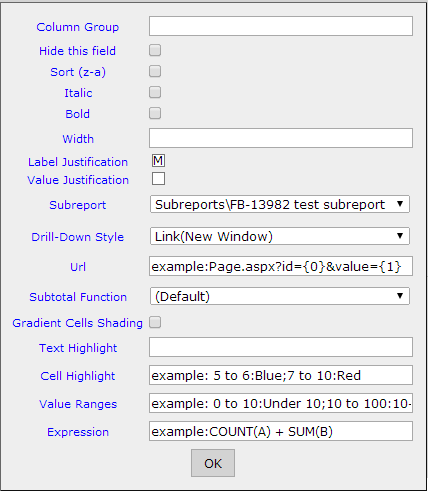 Column Group
Hide this field
Sort (z-a)
Italic
Bold
Width
Label Justification M
Value Justification
Subreport Subreports\FB-13982 test subreport
Drill-Down Style Link(New Window)
Url example:Page.aspx?id={0}&value={1}
Subtotal Function (Default)
Gradient Cells Shading
Text Highlight
Cell Highlight example: 5 to 6:Blue;7 to 10:Red
Value Ranges example: 0 to 10:Under 10;10 to 100:10-
Expression example:COUNT(A) + SUM(B)
OK